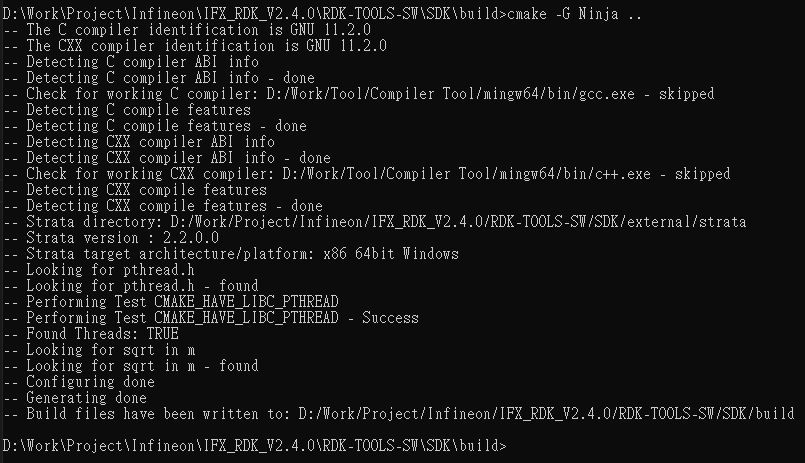 D:\Work\Project\Infineon\IFX_RDK_V2.4.0\RDK-TOOLS-SW\SDK\build>cmake -G Ninja ..
-- The C compiler identification is GNU 11.2.0
-- The CXX compiler identification is GNU 11.2.0
-- Detecting C compiler ABI info
-- Detecting C compiler ABI info - done
-- Check for working C compiler: D:/Work/Tool/Compiler Tool/mingw64/bin/gcc.exe - skipped
-- Detecting C compile features
-- Detecting C compile features - done
-- Detecting CXX compiler ABI info
-- Detecting CXX compiler ABI info - done
-- Check for working CXX compiler: D:/Work/Tool/Compiler Tool/mingw64/bin/c++.exe - skipped
-- Detecting CXX compile features
-- Detecting CXX compile features - done
-- Strata directory: D:/Work/Project/Infineon/IFX_RDK_V2.4.0/RDK-TOOLS-SW/SDK/external/strata
-- Strata version : 2.2.0.0
-- Strata target architecture/platform: x86 64bit Windows
-- Looking for pthread.h
-- Looking for pthread.h - found
-- Performing Test CMAKE_HAVE_LIBC_PTHREAD
-- Performing Test CMAKE_HAVE_LIBC_PTHREAD - Success
-- Found Threads: TRUE
-- Looking for sqrt in m
-- Looking for sqrt in m - found
-- Configuring done
-- Generating done
-- Build files have been written to: D:/Work/Project/Infineon/IFX_RDK_V2.4.0/RDK-TOOLS-SW/SDK/build
D:\Work\Project\Infineon\IFX_RDK_V2.4.0\RDK-TOOLS-SW\SDK\build>